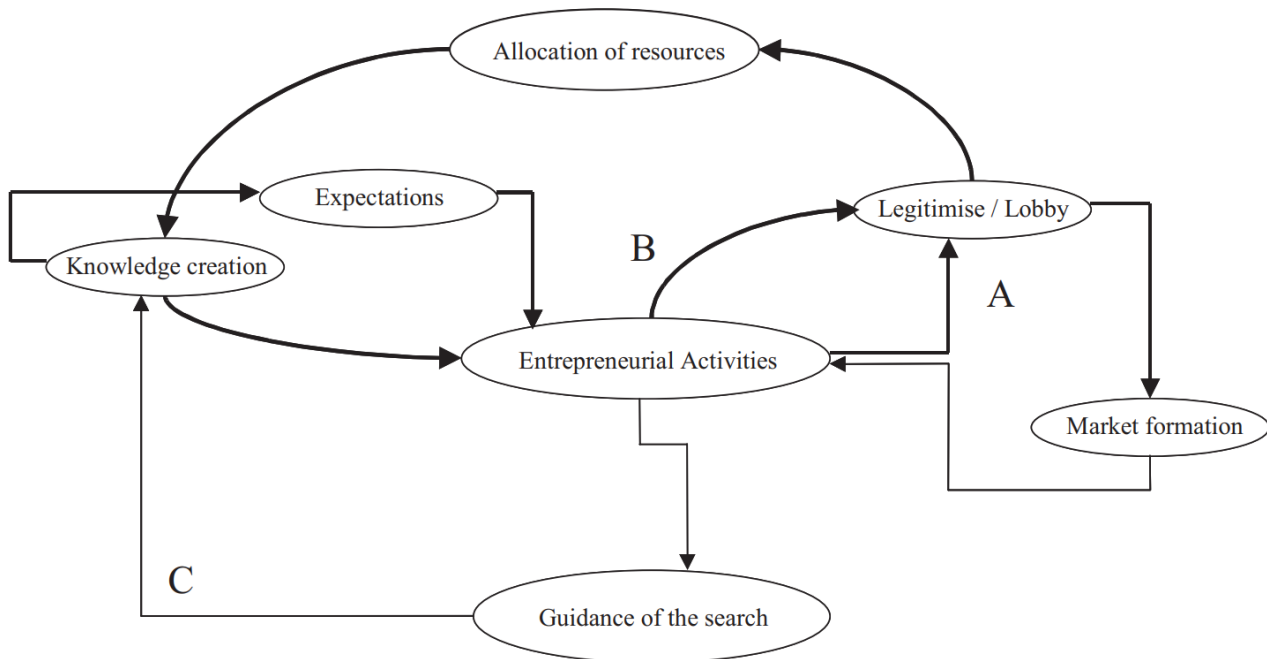 Allocation of resources
Expectations
Legitimise / Lobby
B
Knowledge creation
A
Entrepreneurial Activities
Market formation
C
Guidance of the search